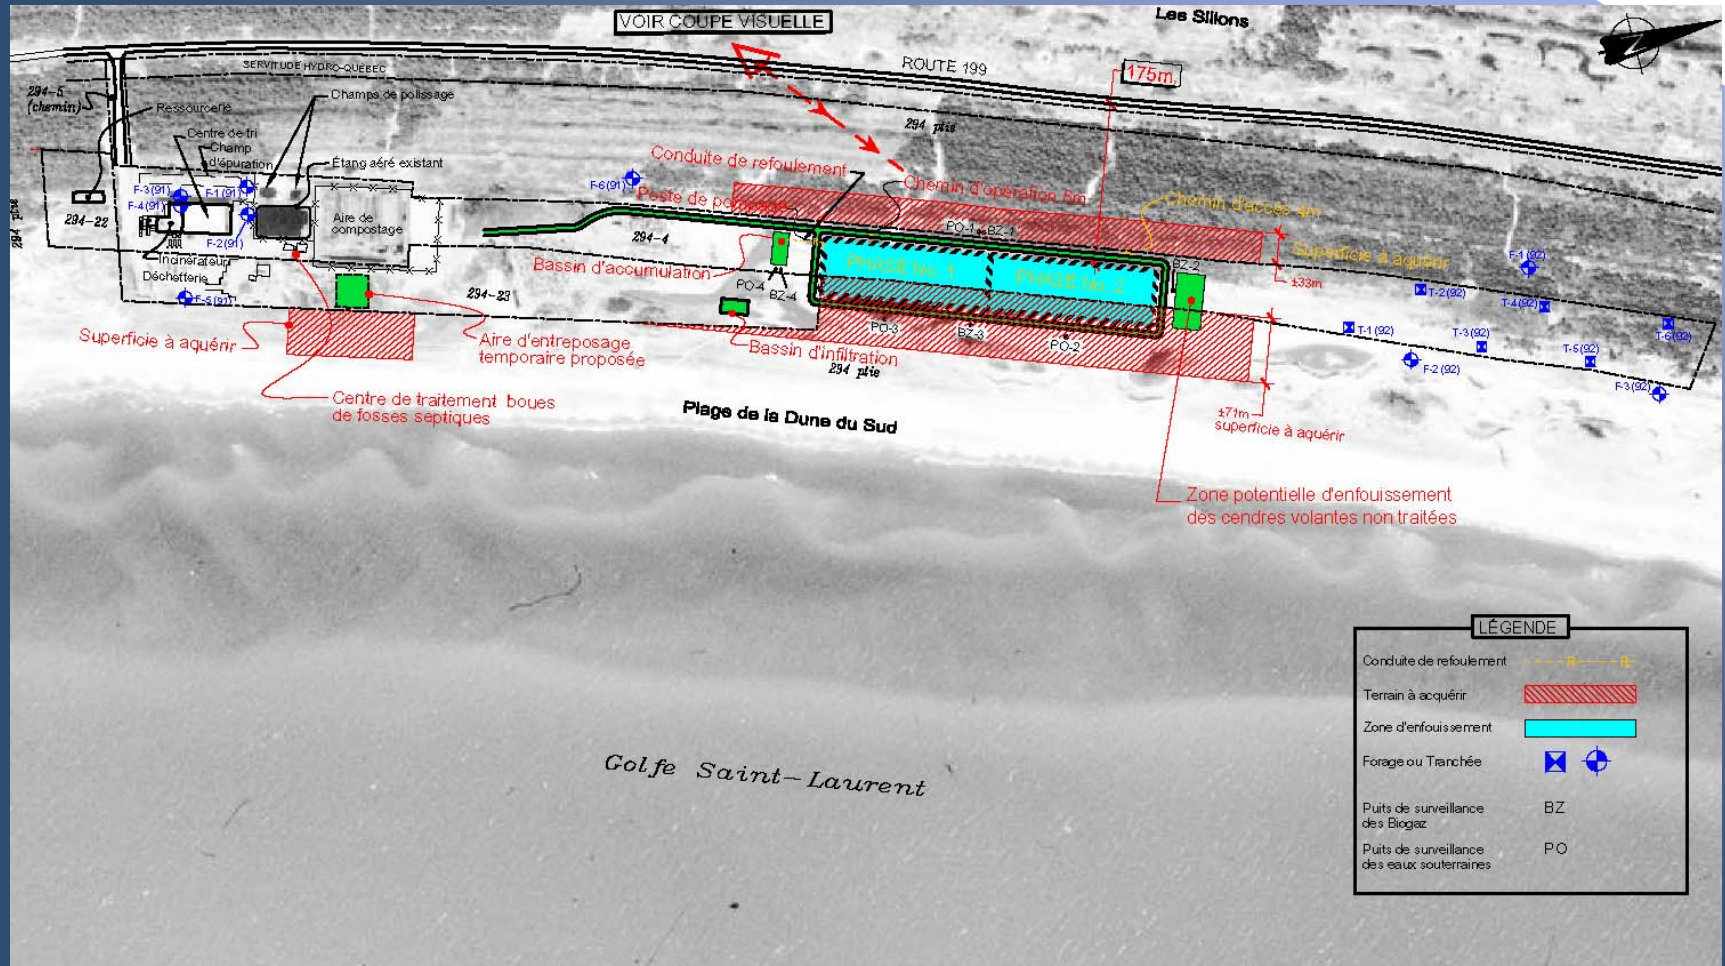 VOIR COUPE VISUELLE
Les Sillons
ROUTE 199
175m.
SERVITUDE HYDRO-QUÉBEC
294-5
(chemin)
Champs de polissage
Ressourcerie
294 ptie
Centre de tri
Champ
d'épuration
Étang aéré existant
Conduite de refoulement
F-3(91)
F-1(91)
F-6(91)
Chemin d'opération 6m
Poste de pompage
Chemin d'accès 4m
F-4(91)
294-22
294 ptie
Aire de
compostage
PO-1
BZ-1
F-2(91)
294-4
Superficie à aquérir
F-1(92)
Incinérateur
Bassin d'accumulation
PHASE No. 1
PHASE No. 2
BZ-2
Déchetterie
±33m
T-2(92)
T-4(92)
PO-4
BZ-4
F-5(91)
294-23
PO-3
BZ-3
PO-2
T-1(92)
T-3(92)
T-6(92)
Superficie à aquérir
Aire d'entreposage
temporaire proposée
Bassin d'infiltration
T-5(92)
F-2(92)
294 ptie
F-3(92)
Centre de traitement boues
de fosses septiques
Plage de la Dune du Sud
±71m
superficie à aquérir
Zone potentielle d'enfouissement
des cendres volantes non traitées
Golfe Saint-Laurent
LÉGENDE
Conduite de refoulement
R R
Terrain à acquérir
Zone d'enfouissement
Forage ou Tranchée
Puits de surveillance
des Biogaz
BZ
Puits de surveillance
des eaux souterraines
PO